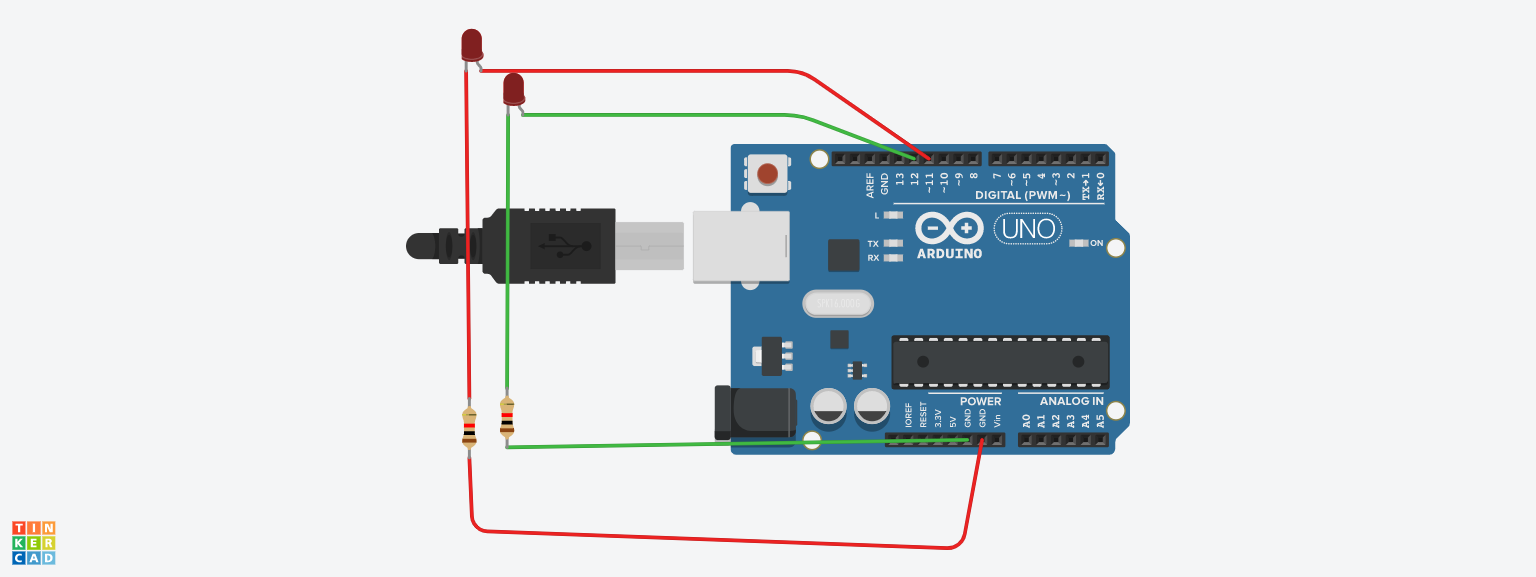 AREF
GND
13
12
~11
~10
~9
8
7
~6
~5
4
~3
2
TX→1
RX←0
DIGITAL (PWM~)
L
TX
RX
ARDUINO
UNO
ON
POWER
ANALOG IN
IOREF
RESET
3.3V
5V
GND
GND
Vin
A0
A1
A2
A3
A4
A5
TIN
KER
CAD